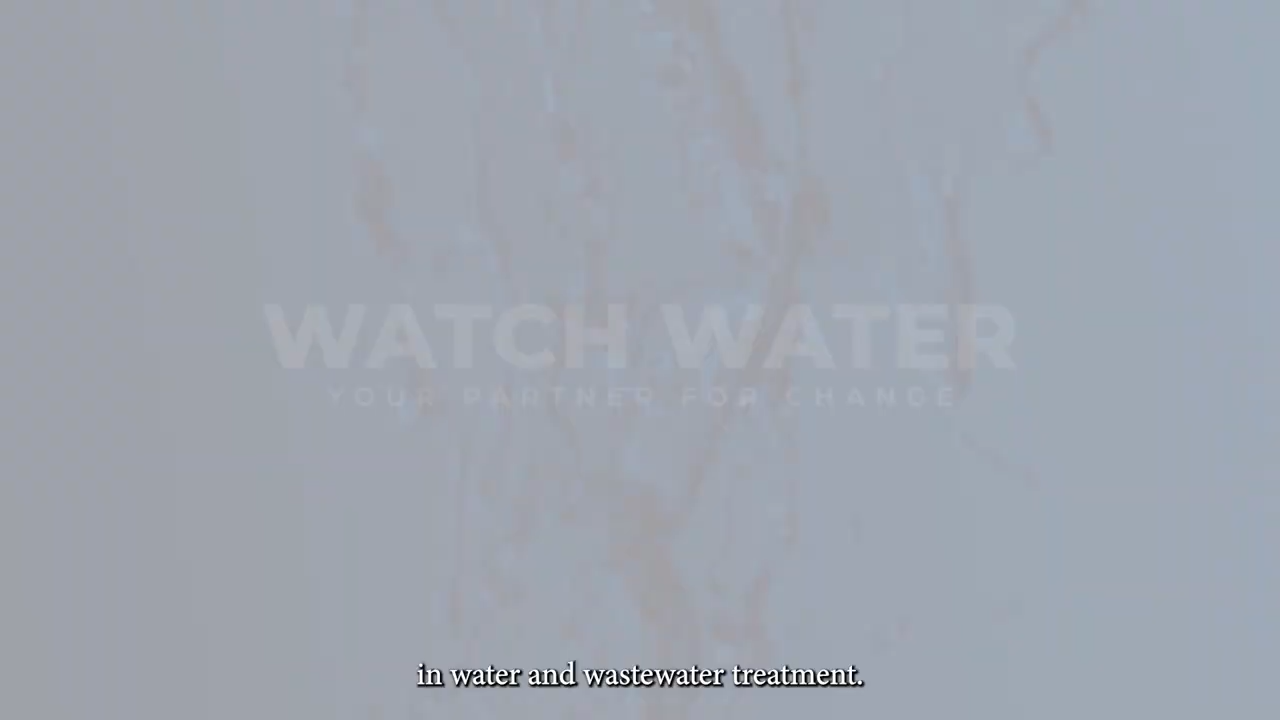 WATCH WATER
YOUR PARTNER FOR CHANGE
in water and wastewater treatment.